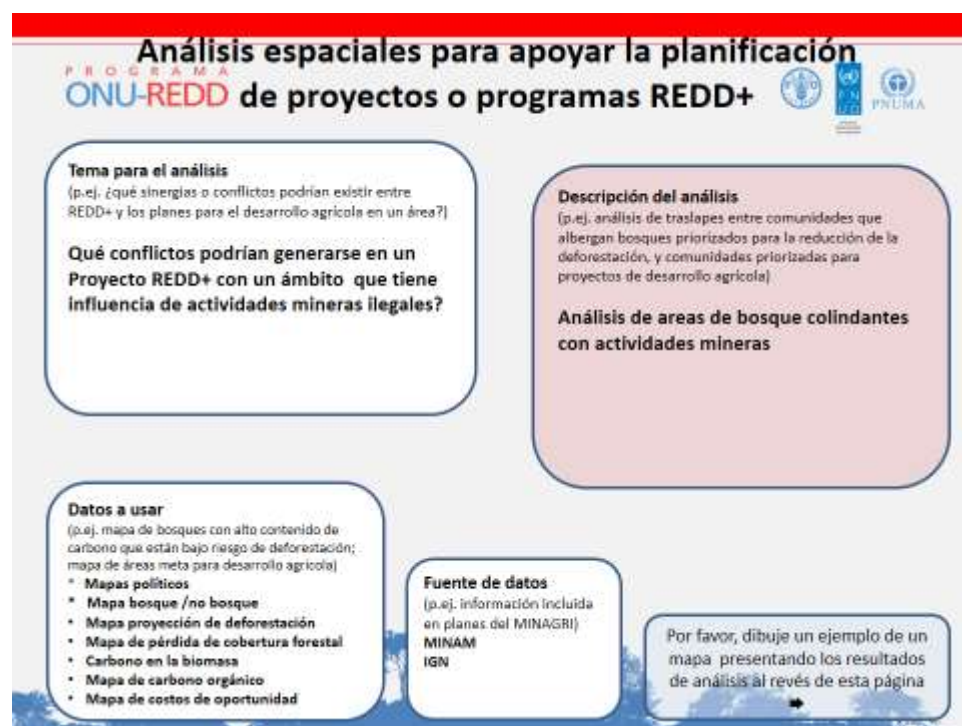 Análisis espaciales para apoyar la planificación
PROGRAMA
ONU-REDD
de proyectos o programas REDD+
PNUMA
Tema para el análisis
(p.ej. ¿qué sinergias o conflictos podrían existir entre
REDD+ y los planes para el desarrollo agrícola en un área?)
Qué conflictos podrían generarse en un
Proyecto REDD+ con un ámbito que tiene
influencia de actividades mineras ilegales?
Descripción del análisis
(p.ej. análisis de traslapes entre comunidades que
albergan bosques priorizados para la reducción de la
deforestación, y comunidades priorizadas para
proyectos de desarrollo agrícola)
Análisis de areas de bosque colindantes
con actividades mineras
Datos a usar
(p.ej. mapa de bosques con alto contenido de
carbono que están bajo riesgo de deforestación;
mapa de áreas meta para desarrollo agrícola)
• Mapas políticos
• Mapa bosque /no bosque
• Mapa proyección de deforestación
• Mapa de pérdida de cobertura forestal
• Carbono en la biomasa
• Mapa de carbono orgánico
• Mapa de costos de oportunidad
Fuente de datos
(p.ej. información incluida
en planes del MINAGRI)
MINAM
IGN
Por favor, dibuje un ejemplo de un
mapa presentando los resultados
de análisis al revés de esta página